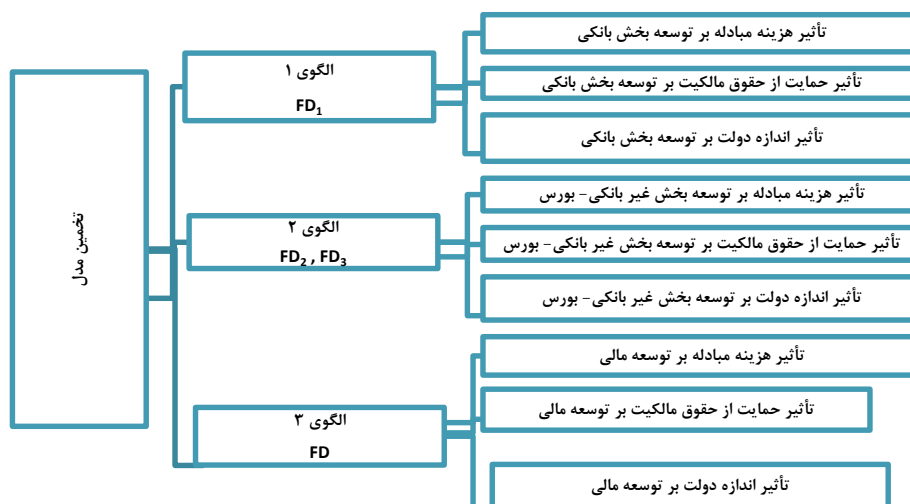 تخمین مدل
الگوی ۱
FD₁
تأثیر هزینه مبادله بر توسعه بخش بانکی
تأثیر حمایت از حقوق مالکیت بر توسعه بخش بانکی
تأثیر اندازه دولت بر توسعه بخش بانکی
الگوی ۲
FD₂ , FD₃
تأثیر هزینه مبادله بر توسعه بخش غیر بانکی- بورس
تأثیر حمایت از حقوق مالکیت بر توسعه بخش غیر بانکی- بورس
تأثیر اندازه دولت بر توسعه بخش غیر بانکی- بورس
الگوی ۳
FD
تأثیر هزینه مبادله بر توسعه مالی
تأثیر حمایت از حقوق مالکیت بر توسعه مالی
تأثیر اندازه دولت بر توسعه مالی